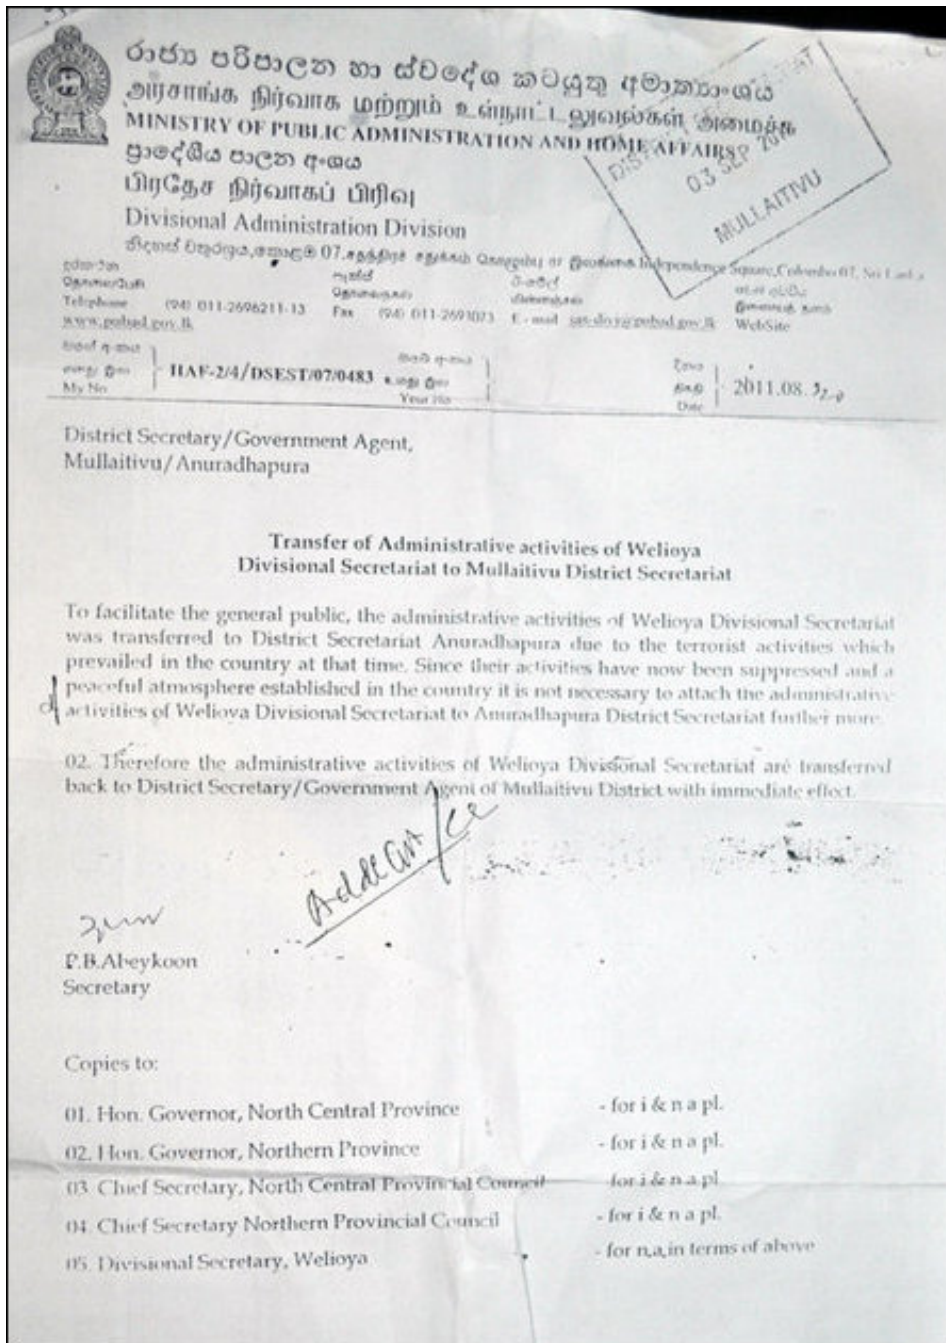 රාජ්‍ය පරිපාලන හා ස්වදේශ කටයුතු අමාත්‍යාංශය
அரசாங்க நிர்வாக மற்றும் உள்நாட்டலுவல்கள் அமைச்சு
MINISTRY OF PUBLIC ADMINISTRATION AND HOME AFFAIRS
ප්‍රාදේශීය පාලන අංශය
பிரதேச நிர்வாகப் பிரிவு
Divisional Administration Division
03 SEP
MULLAITIVU
නිදහස් චතුරශ්‍රය, කොළඹ 07. Independence Square, Colombo 07, Sri Lanka
Telephone (94) 011-2696211-13 Fax (94) 011-2691073 E-mail WebSite
www.pubad.gov.lk
My No HAF-2/4/DSEST/07/0483 Your No Date 2011.08.
District Secretary/Government Agent,
Mullaitivu/Anuradhapura
Transfer of Administrative activities of Welioya
Divisional Secretariat to Mullaitivu District Secretariat
To facilitate the general public, the administrative activities of Welioya Divisional Secretariat
was transferred to District Secretariat Anuradhapura due to the terrorist activities which
prevailed in the country at that time. Since their activities have now been suppressed and a
peaceful atmosphere established in the country it is not necessary to attach the administrative
activities of Welioya Divisional Secretariat to Anuradhapura District Secretariat further more.
02. Therefore the administrative activities of Welioya Divisional Secretariat are transferred
back to District Secretary/Government Agent of Mullaitivu District with immediate effect.
P.B.Abeykoon
Secretary
Copies to:
01. Hon. Governor, North Central Province - for i & n a pl.
02. Hon. Governor, Northern Province - for i & n a pl.
03. Chief Secretary, North Central Provincial Council for i & n a pl
04. Chief Secretary Northern Provincial Council - for i & n a pl.
05. Divisional Secretary, Welioya - for n,a,in terms of above